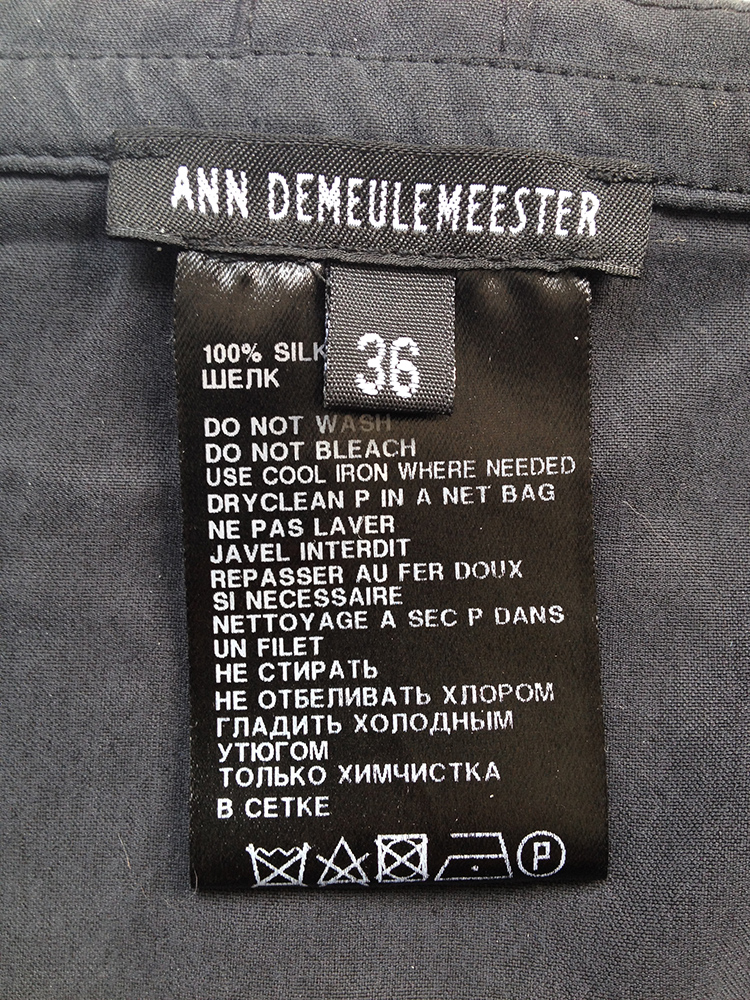 ANN DEMEULEMEESTER
36
100% SILK
ШЕЛК
DO NOT WASH
DO NOT BLEACH
USE COOL IRON WHERE NEEDED
DRYCLEAN P IN A NET BAG
NE PAS LAVER
JAVEL INTERDIT
REPASSER AU FER DOUX
SI NECESSAIRE
NETTOYAGE A SEC P DANS
UN FILET
НЕ СТИРАТЬ
НЕ ОТБЕЛИВАТЬ ХЛОРОМ
ГЛАДИТЬ ХОЛОДНЫМ
УТЮГОМ
ТОЛЬКО ХИМЧИСТКА
В СЕТКЕ
P